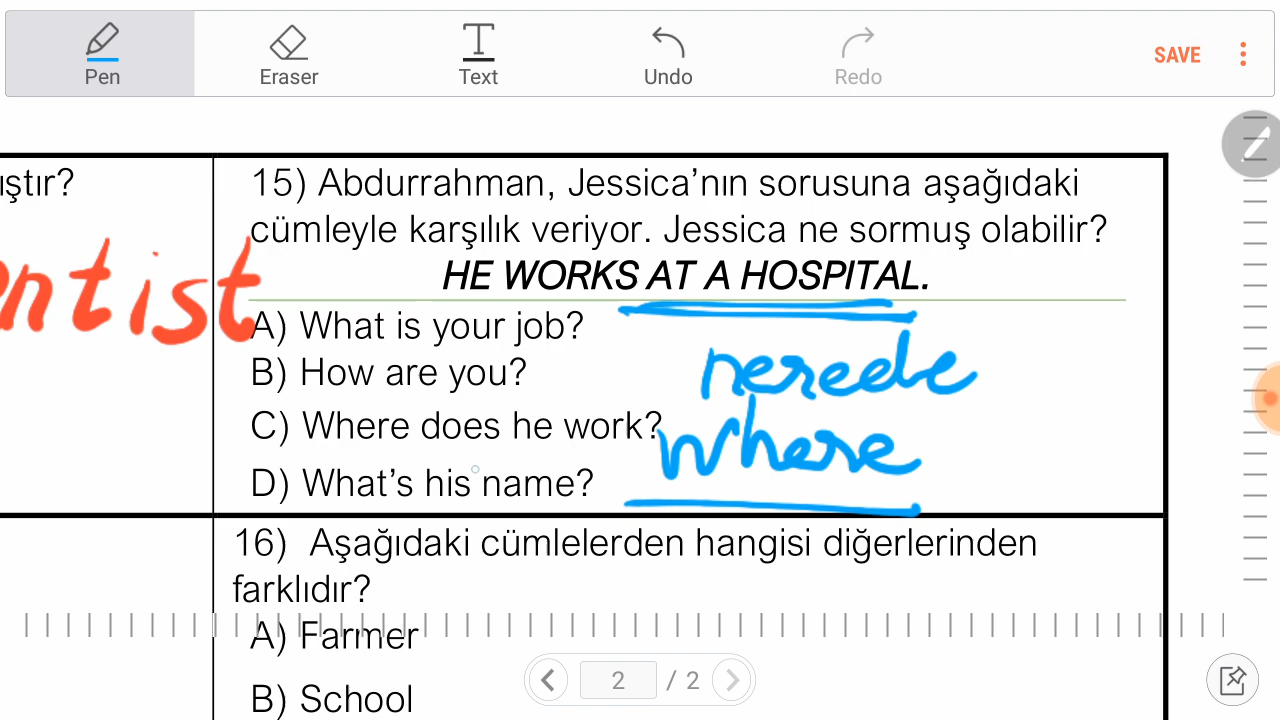 Pen Eraser Text Undo Redo SAVE
ıştır?
entist
15) Abdurrahman, Jessica’nın sorusuna aşağıdaki
cümleyle karşılık veriyor. Jessica ne sormuş olabilir?
HE WORKS AT A HOSPITAL.
A) What is your job?
B) How are you?
nerede
C) Where does he work?
where
D) What’s his name?
16) Aşağıdaki cümlelerden hangisi diğerlerinden
farklıdır?
A) Farmer
B) School
2 / 2